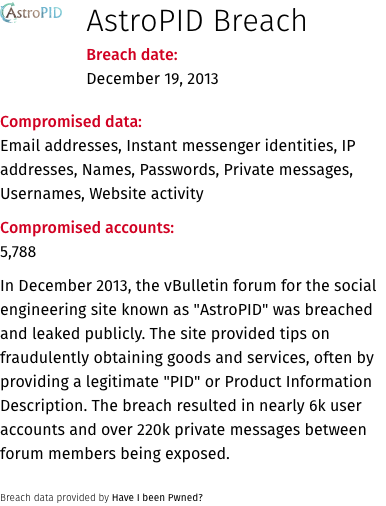 AstroPID
AstroPID Breach
Breach date:
December 19, 2013
Compromised data:
Email addresses, Instant messenger identities, IP
addresses, Names, Passwords, Private messages,
Usernames, Website activity
Compromised accounts:
5,788
In December 2013, the vBulletin forum for the social
engineering site known as "AstroPID" was breached
and leaked publicly. The site provided tips on
fraudulently obtaining goods and services, often by
providing a legitimate "PID" or Product Information
Description. The breach resulted in nearly 6k user
accounts and over 220k private messages between
forum members being exposed.
Breach data provided by Have I been Pwned?